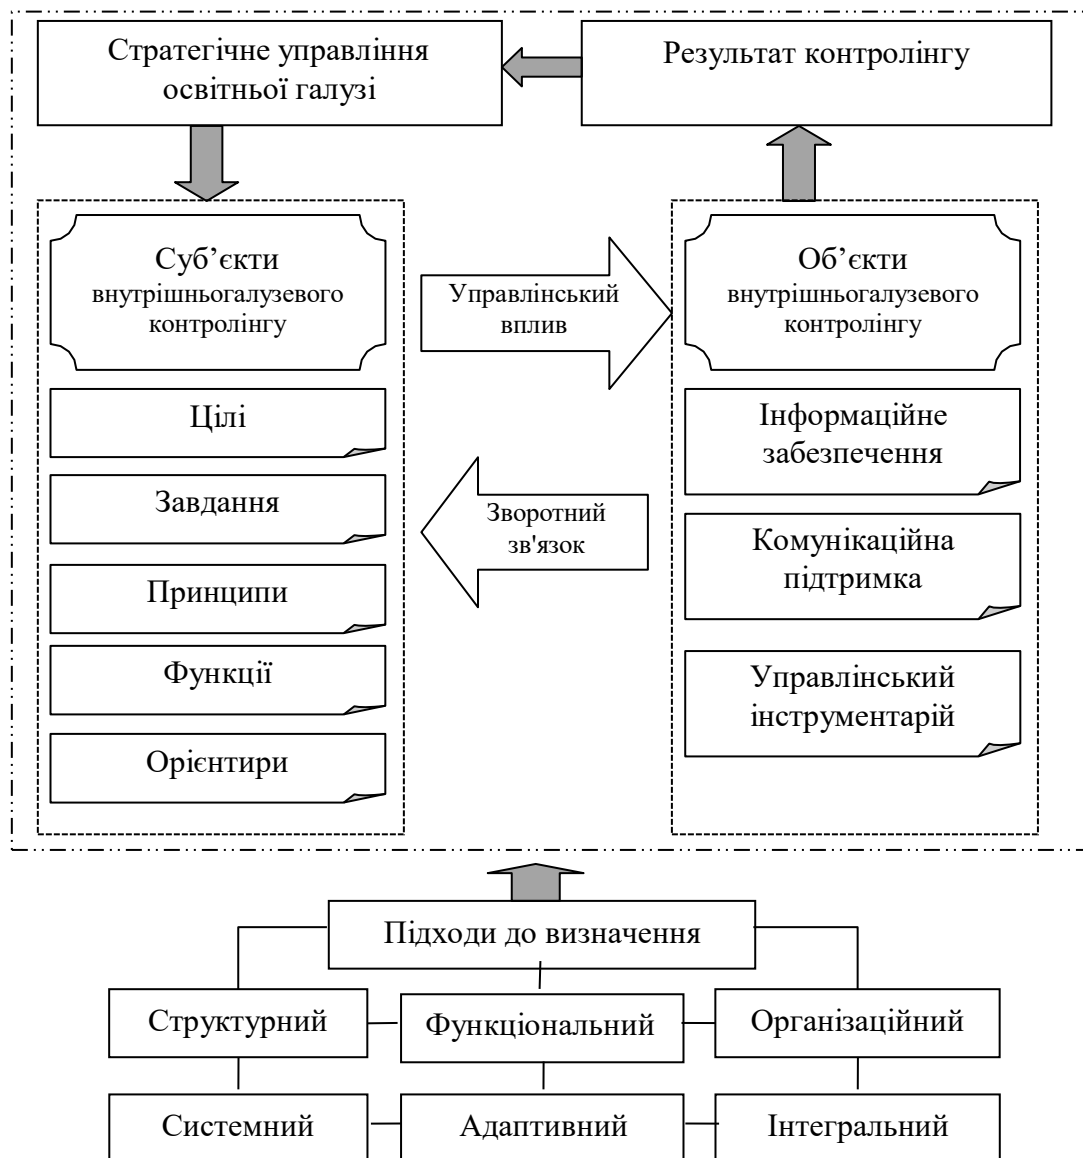 Стратегічне управління
освітньої галузі
Результат контролінгу
Суб’єкти
внутрішньогалузевого
контролінгу
Цілі
Завдання
Принципи
Функції
Орієнтири
Управлінський
вплив
Зворотний
зв'язок
Об’єкти
внутрішньогалузевого
контролінгу
Інформаційне
забезпечення
Комунікаційна
підтримка
Управлінський
інструментарій
Підходи до визначення
Структурний
Функціональний
Організаційний
Системний
Адаптивний
Інтегральний